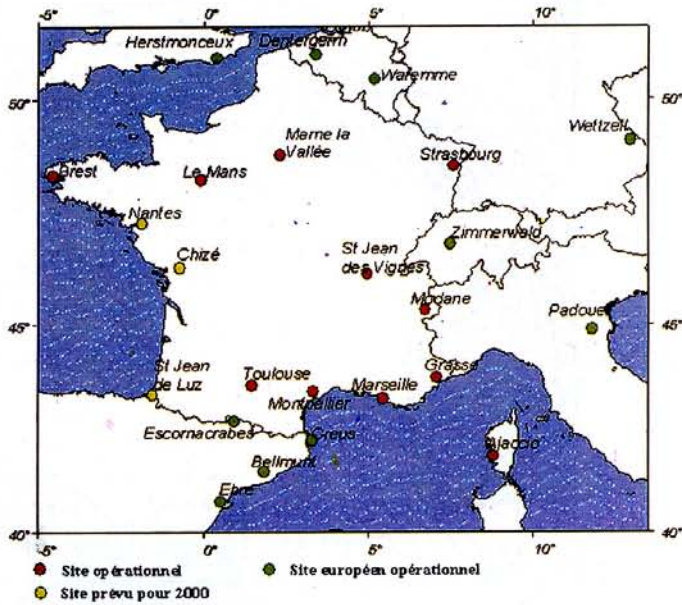 -5° 0° 5° 10°
Herstmonceux
Dentergem
Waremme
50° 50°
Wettzell
Marne la
Vallée
Strasbourg
Brest
Le Mans
Nantes
Zimmerwald
Chizé
St Jean
des Vignes
Modane
Padoue
45° 45°
St Jean
de Luz
Toulouse
Grasse
Montpellier
Marseille
Escornacrabes
Creus
Ajaccio
Bellmunt
Ebre
40° 40°
-5° 0° 5° 10°
Site opérationnel
Site européen opérationnel
Site prévu pour 2000